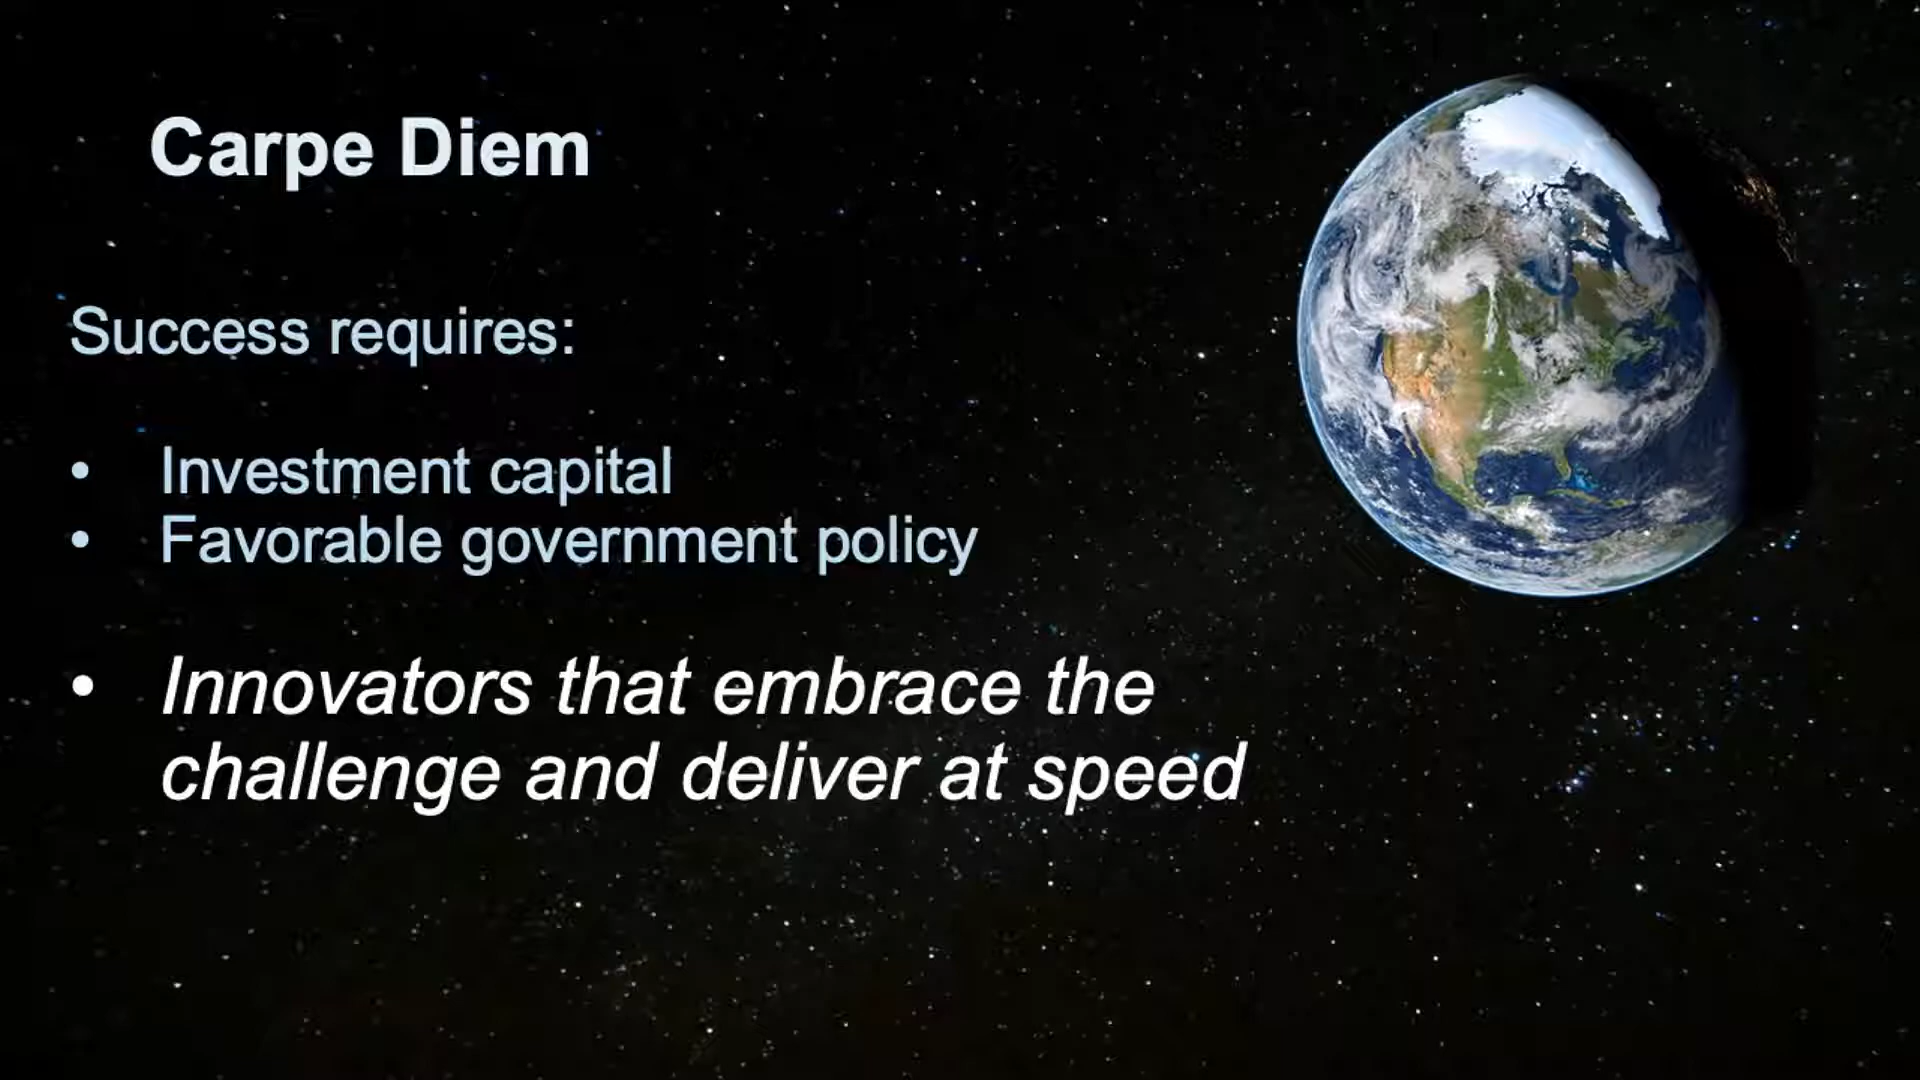 Carpe Diem
Success requires:
• Investment capital
• Favorable government policy
• Innovators that embrace the
challenge and deliver at speed